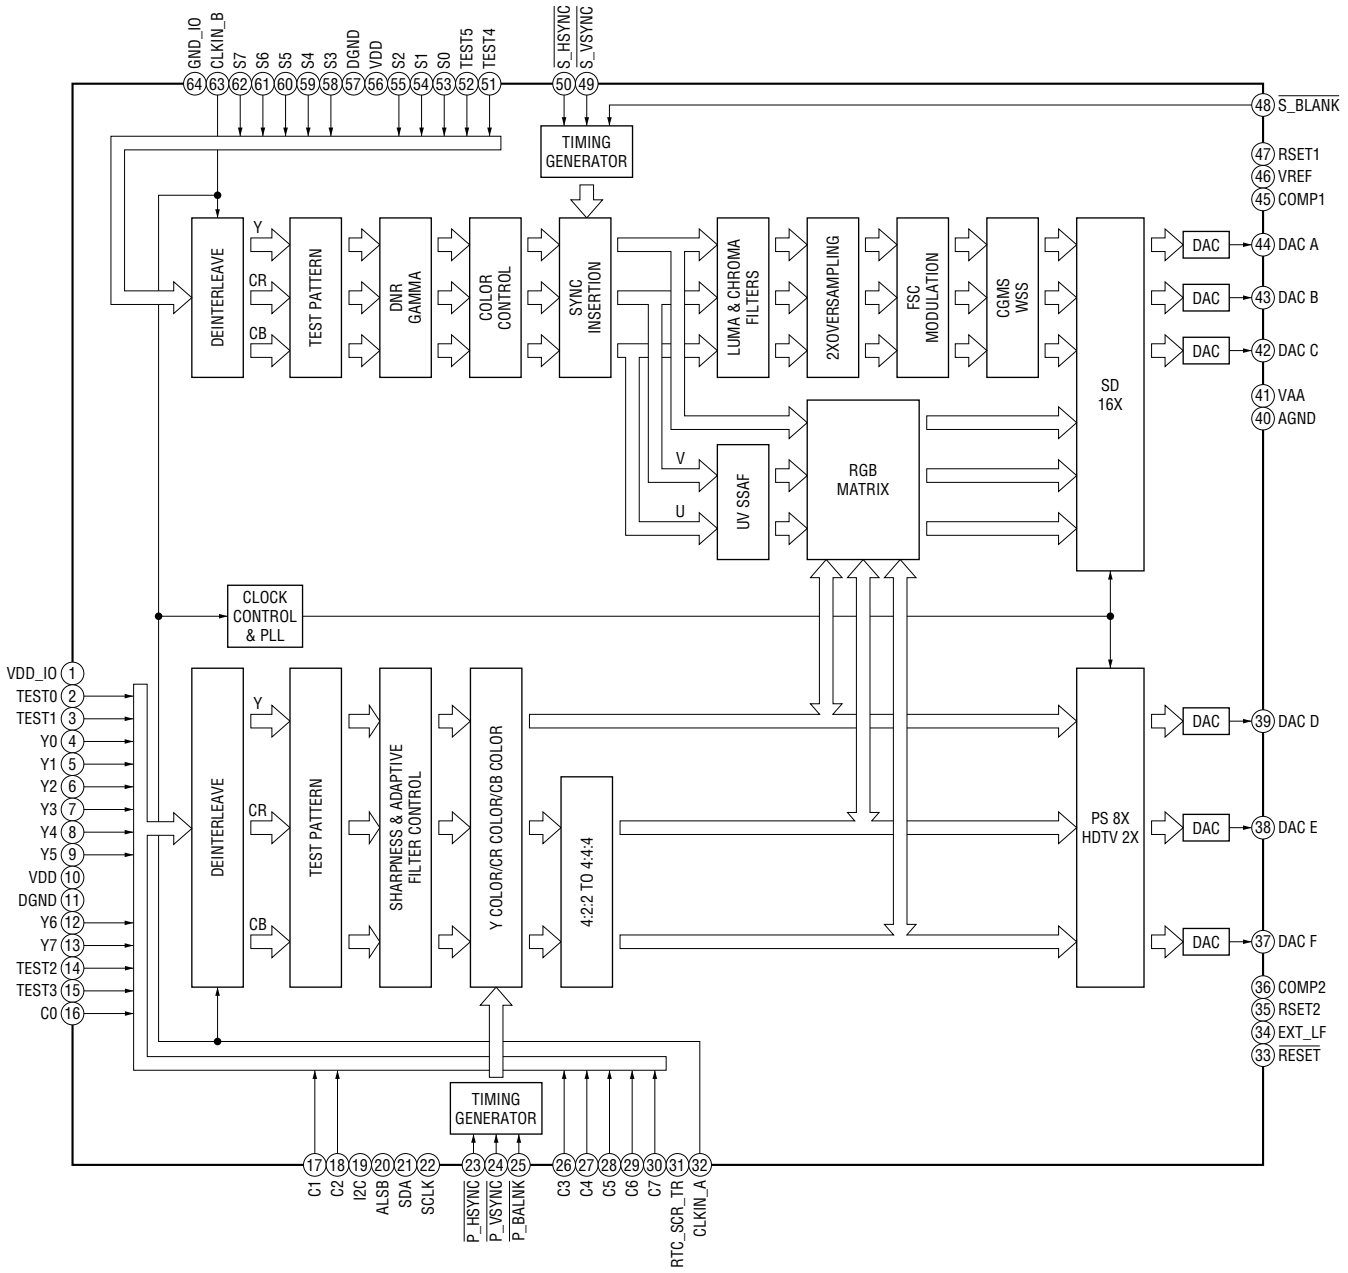 GND_IO
CLKIN_B
S7
S6
S5
S4
S3
DGND
VDD
S2
S1
S0
TEST5
TEST4
S_HSYNC
S_VSYNC
64
63
62
61
60
59
58
57
56
55
54
53
52
51
50
49
48 S_BLANK
TIMING
GENERATOR
47 RSET1
46 VREF
45 COMP1
DEINTERLEAVE
Y
CR
CB
TEST PATTERN
DNR
GAMMA
COLOR
CONTROL
SYNC
INSERTION
LUMA & CHROMA
FILTERS
2XOVERSAMPLING
FSC
MODULATION
CGMS
WSS
SD
16X
DAC
44 DAC A
DAC
43 DAC B
DAC
42 DAC C
41 VAA
40 AGND
V
U
UV SSAF
RGB
MATRIX
CLOCK
CONTROL
& PLL
VDD_IO 1
TEST0 2
TEST1 3
Y0 4
Y1 5
Y2 6
Y3 7
Y4 8
Y5 9
VDD 10
DGND 11
Y6 12
Y7 13
TEST2 14
TEST3 15
C0 16
DEINTERLEAVE
Y
CR
CB
TEST PATTERN
SHARPNESS & ADAPTIVE
FILTER CONTROL
Y COLOR/CR COLOR/CB COLOR
4:2:2 TO 4:4:4
PS 8X
HDTV 2X
DAC
39 DAC D
DAC
38 DAC E
DAC
37 DAC F
36 COMP2
35 RSET2
34 EXT_LF
33 RESET
TIMING
GENERATOR
17
18
19
20
21
22
23
24
25
26
27
28
29
30
31
32
C1
C2
I2C
ALSB
SDA
SCLK
P_HSYNC
P_VSYNC
P_BALNK
C3
C4
C5
C6
C7
RTC_SCR_TR
CLKIN_A